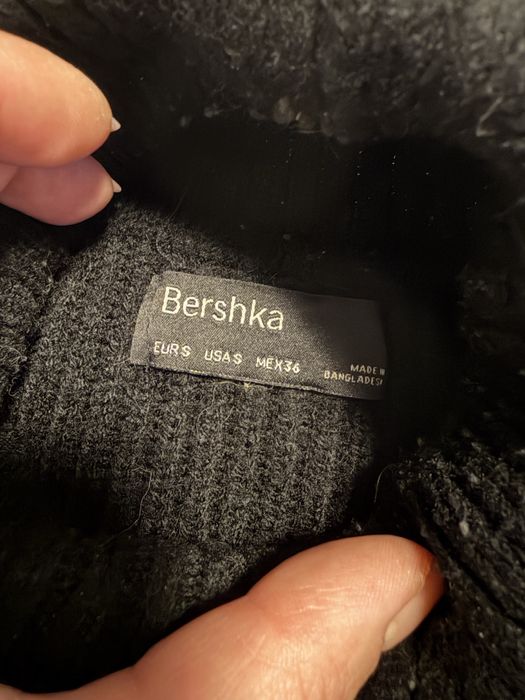 Bershka
EUR S USA S MEX 36
MADE IN
BANGLADESH